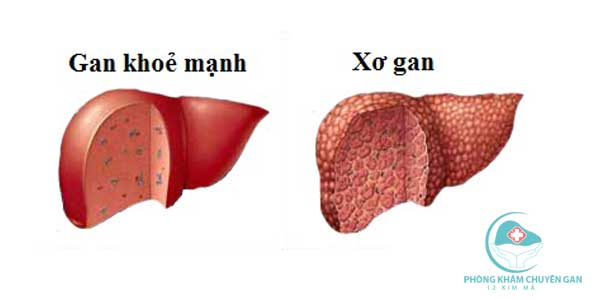 Gan khoẻ mạnh
Xơ gan
PHÒNG KHÁM CHUYÊN GAN
12 KIM MÃ